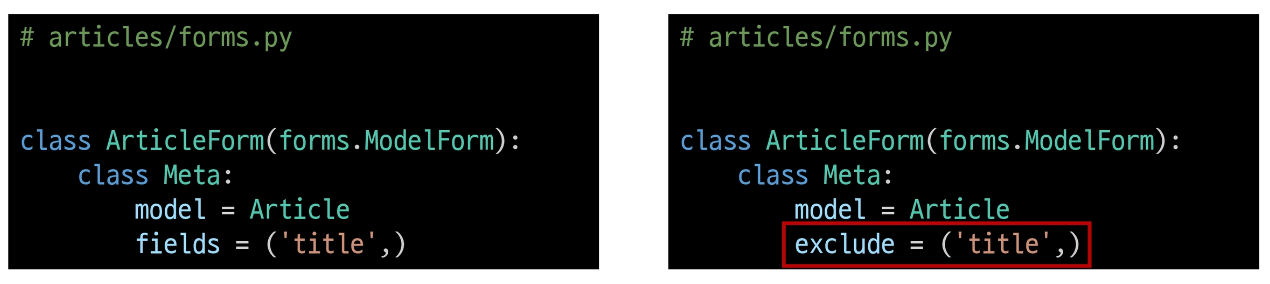 # articles/forms.py
class ArticleForm(forms.ModelForm):
    class Meta:
        model = Article
        fields = ('title',)
# articles/forms.py
class ArticleForm(forms.ModelForm):
    class Meta:
        model = Article
        exclude = ('title',)